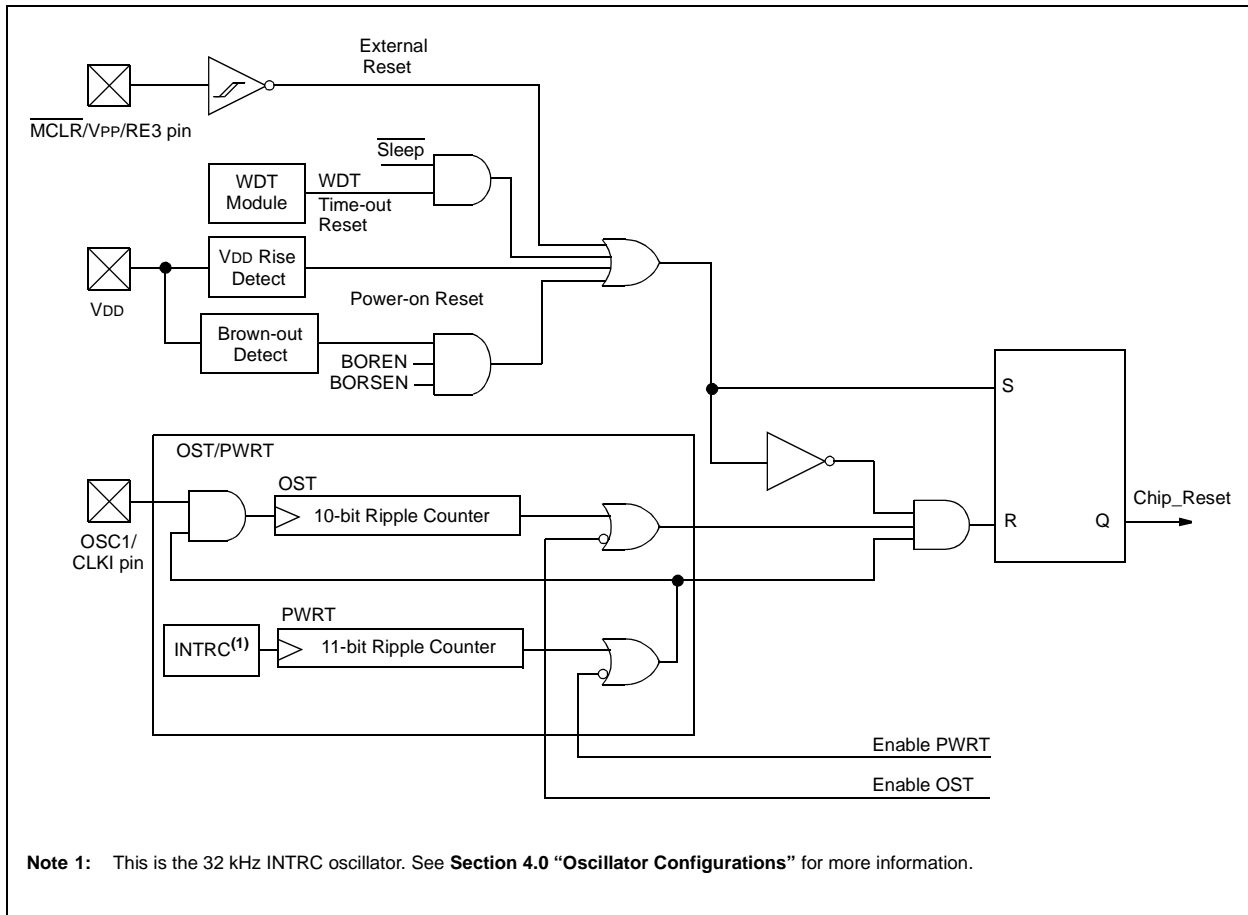 External
Reset
MCLR/VPP/RE3 pin
Sleep
WDT
Module
WDT
Time-out
Reset
VDD Rise
Detect
VDD
Power-on Reset
Brown-out
Detect
BOREN
BORSEN
S
OST/PWRT
OST
10-bit Ripple Counter
OSC1/
CLKI pin
Chip_Reset
R
Q
PWRT
INTRC(1)
11-bit Ripple Counter
Enable PWRT
Enable OST
Note 1: This is the 32 kHz INTRC oscillator. See Section 4.0 “Oscillator Configurations” for more information.